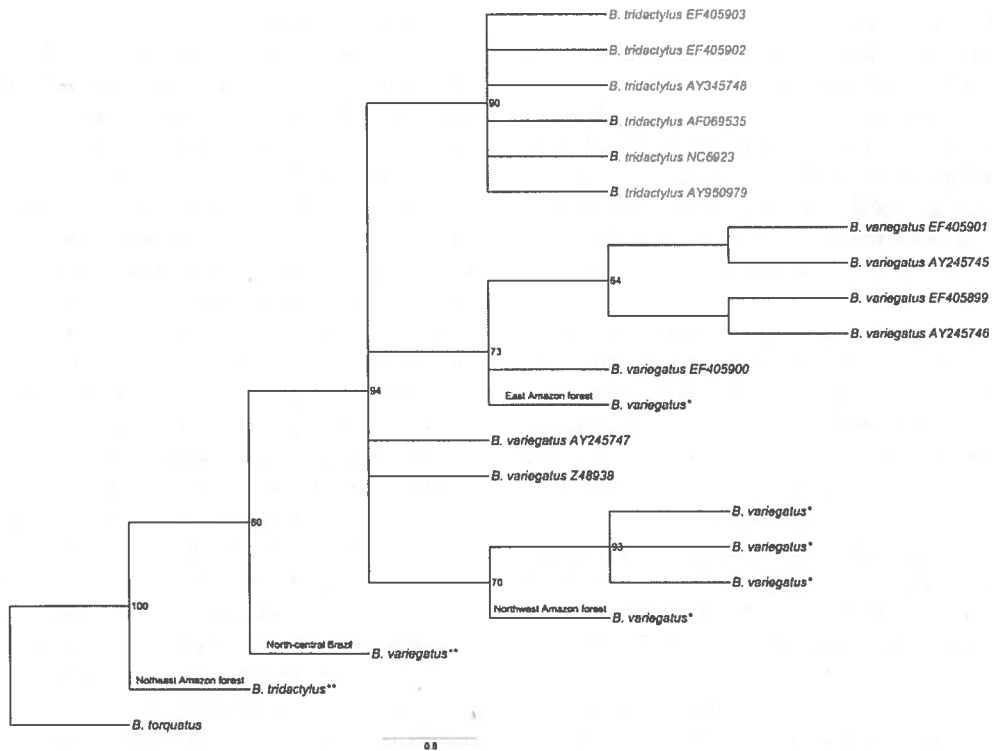 B. tridactylus EF405903
B. tridactylus EF405902
B. tridactylus AY345748
90
B. tridactylus AF069535
B. tridactylus NC6923
B. tridactylus AY960979
B. variegatus EF405901
B. variegatus AY245745
64
B. variegatus EF405899
B. variegatus AY245746
73
B. variegatus EF405900
94
East Amazon forest
B. variegatus*
B. variegatus AY245747
B. variegatus Z48938
B. variegatus*
60
93
B. variegatus*
70
B. variegatus*
100
Northwest Amazon forest
B. variegatus*
North-central Brazil
B. variegatus**
Notheast Amazon forest
B. tridactylus**
B. torquatus
0.8